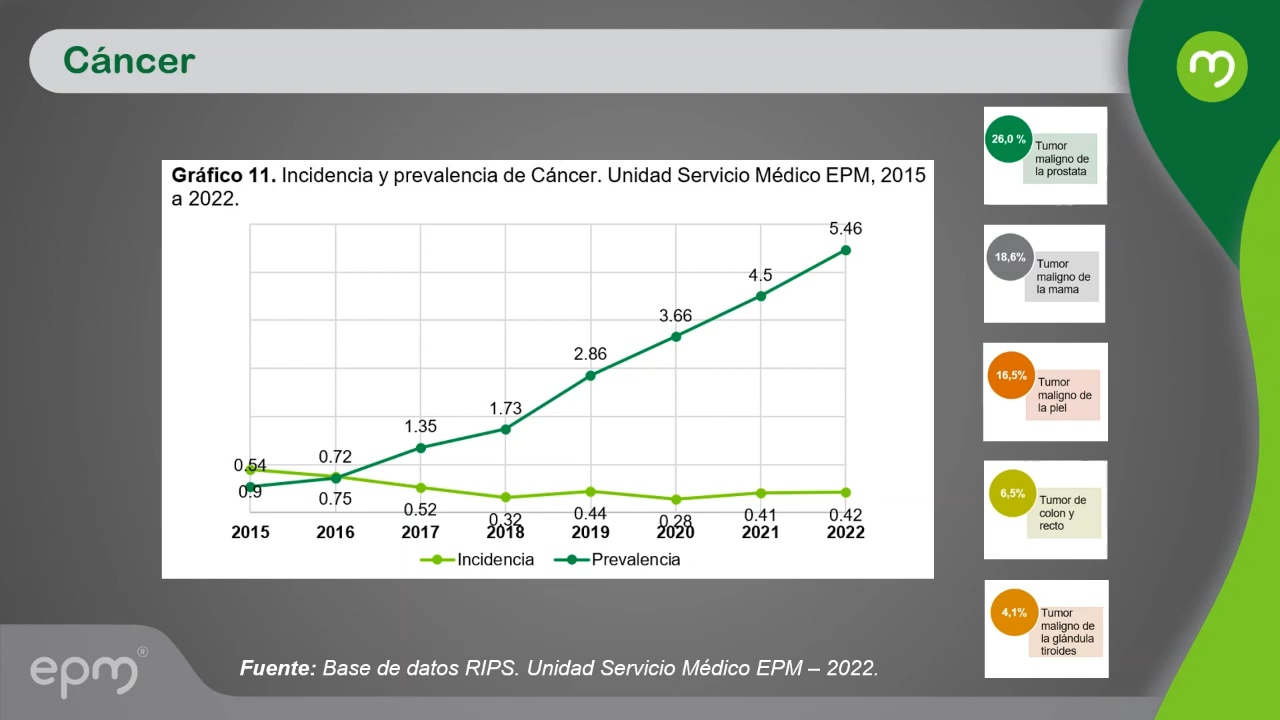 Cáncer
Gráfico 11. Incidencia y prevalencia de Cáncer. Unidad Servicio Médico EPM, 2015
a 2022.
5.46
4.5
3.66
2.86
1.73
1.35
0.54
0.72
0.9
0.75
0.52
0.32
0.44
0.28
0.41
0.42
2015 2016 2017 2018 2019 2020 2021 2022
Incidencia Prevalencia
26,0 %
Tumor
maligno de
la prostata
18,6%
Tumor
maligno de
la mama
16,5%
Tumor
maligno de
la piel
6,5%
Tumor de
colon y
recto
4,1%
Tumor
maligno de
la glándula
tiroides
epm®
Fuente: Base de datos RIPS. Unidad Servicio Médico EPM – 2022.